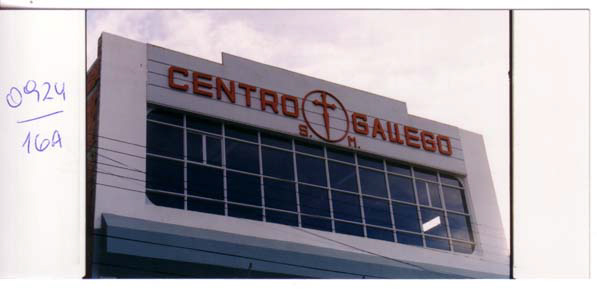 0924
16A
CENTRO GALLEGO
S. M.